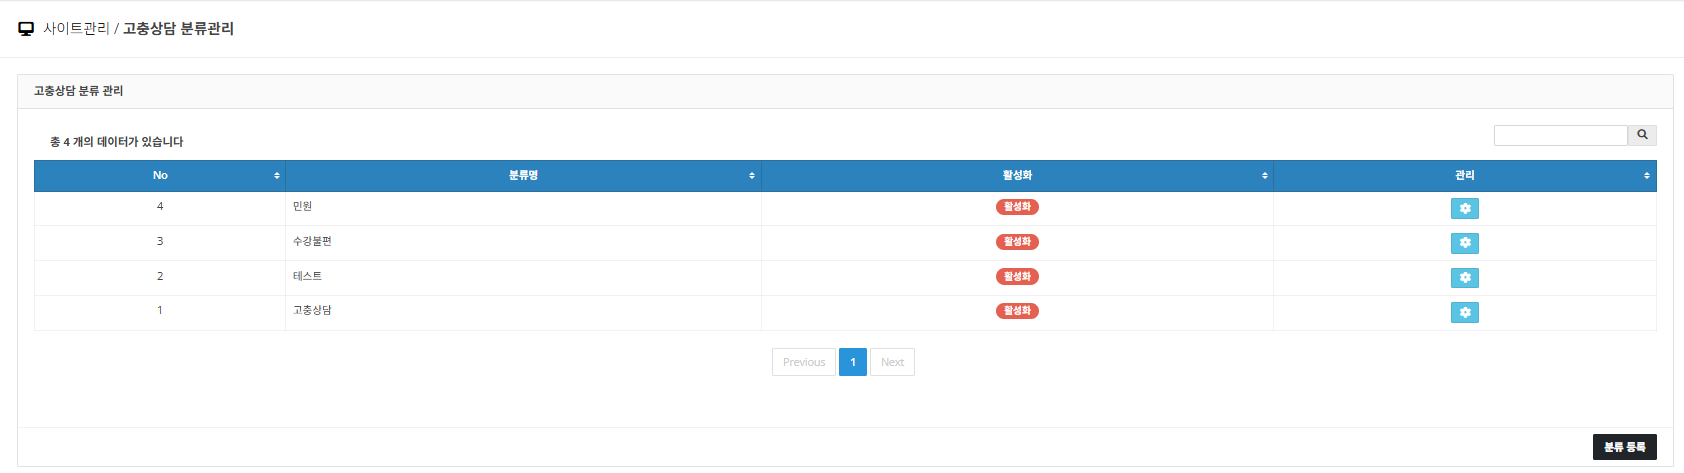 사이트관리 / 고충상담 분류관리
고충상담 분류 관리
총 4 개의 데이터가 있습니다
No 분류명 활성화 관리
4 민원 활성화
3 수강불편 활성화
2 테스트 활성화
1 고충상담 활성화
Previous 1 Next
분류 등록